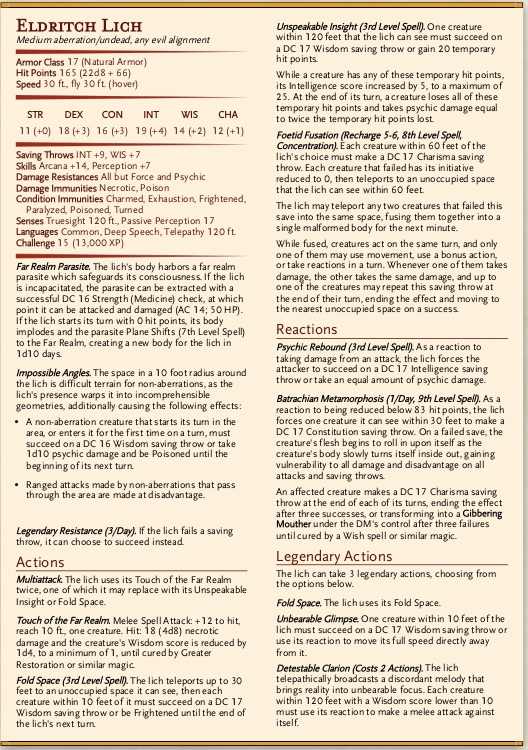 Eldritch Lich
Medium aberration/undead, any evil alignment
Armor Class 17 (Natural Armor)
Hit Points 165 (22d8 + 66)
Speed 30 ft., fly 30 ft. (hover)
STR DEX CON INT WIS CHA
11 (+0) 18 (+3) 16 (+3) 19 (+4) 14 (+2) 12 (+1)
Saving Throws INT +9, WIS +7
Skills Arcana +14, Perception +7
Damage Resistances All but Force and Psychic
Damage Immunities Necrotic, Poison
Condition Immunities Charmed, Exhaustion, Frightened,
Paralyzed, Poisoned, Turned
Senses Truesight 120 ft., Passive Perception 17
Languages Common, Deep Speech, Telepathy 120 ft.
Challenge 15 (13,000 XP)
Far Realm Parasite. The lich's body harbors a far realm
parasite which safeguards its consciousness. If the lich
is incapacitated, the parasite can be extracted with a
successful DC 16 Strength (Medicine) check, at which
point it can be attacked and damaged (AC 14; 50 HP).
If the lich starts its turn with 0 hit points, its body
implodes and the parasite Plane Shifts (7th Level Spell)
to the Far Realm, creating a new body for the lich in
1d10 days.
Impossible Angles. The space in a 10 foot radius around
the lich is difficult terrain for non-aberrations, as the
lich's presence warps it into incomprehensible
geometries, additionally causing the following effects:
• A non-aberration creature that starts its turn in the
area, or enters it for the first time on a turn, must
succeed on a DC 16 Wisdom saving throw or take
1d10 psychic damage and be Poisoned until the
beginning of its next turn.
• Ranged attacks made by non-aberrations that pass
through the area are made at disadvantage.
Legendary Resistance (3/Day). If the lich fails a saving
throw, it can choose to succeed instead.
Actions
Multiattack. The lich uses its Touch of the Far Realm
twice, one of which it may replace with its Unspeakable
Insight or Fold Space.
Touch of the Far Realm. Melee Spell Attack: +12 to hit,
reach 10 ft., one creature. Hit: 18 (4d8) necrotic
damage and the creature's Wisdom score is reduced by
1d4, to a minimum of 1, until cured by Greater
Restoration or similar magic.
Fold Space (3rd Level Spell). The lich teleports up to 30
feet to an unoccupied space it can see, then each
creature within 10 feet of it must succeed on a DC 17
Wisdom saving throw or be Frightened until the end of
the lich's next turn.
Unspeakable Insight (3rd Level Spell). One creature
within 120 feet that the lich can see must succeed on
a DC 17 Wisdom saving throw or gain 20 temporary
hit points.
While a creature has any of these temporary hit points,
its Intelligence score increased by 5, to a maximum of
25. At the end of its turn, a creature loses all of these
temporary hit points and takes psychic damage equal
to twice the temporary hit points lost.
Foetid Fusation (Recharge 5-6, 8th Level Spell,
Concentration). Each creature within 60 feet of the
lich's choice must make a DC 17 Charisma saving
throw. Each creature that failed has its initiative
reduced to 0, then teleports to an unoccupied space
that the lich can see within 60 feet.
The lich may teleport any two creatures that failed this
save into the same space, fusing them together into a
single malformed body for the next minute.
While fused, creatures act on the same turn, and only
one of them may use movement, use a bonus action,
or take reactions in a turn. Whenever one of them takes
damage, the other takes the same damage, and up to
one of the creatures may repeat this saving throw at
the end of their turn, ending the effect and moving to
the nearest unoccupied space on a success.
Reactions
Psychic Rebound (3rd Level Spell). As a reaction to
taking damage from an attack, the lich forces the
attacker to succeed on a DC 17 Intelligence saving
throw or take an equal amount of psychic damage.
Batrachian Metamorphosis (1/Day, 9th Level Spell). As a
reaction to being reduced below 83 hit points, the lich
forces one creature it can see within 30 feet to make a
DC 17 Constitution saving throw. On a failed save, the
creature's flesh begins to roll in upon itself as the
creature's body slowly turns itself inside out, gaining
vulnerability to all damage and disadvantage on all
attacks and saving throws.
An affected creature makes a DC 17 Charisma saving
throw at the end of each of its turns, ending the effect
after three successes, or transforming into a Gibbering
Mouther under the DM's control after three failures
until cured by a Wish spell or similar magic.
Legendary Actions
The lich can take 3 legendary actions, choosing from
the options below.
Fold Space. The lich uses its Fold Space.
Unbearable Glimpse. One creature within 10 feet of the
lich must succeed on a DC 17 Wisdom saving throw or
use its reaction to move its full speed directly away
from it.
Detestable Clarion (Costs 2 Actions). The lich
telepathically broadcasts a discordant melody that
brings reality into unbearable focus. Each creature
within 120 feet with a Wisdom score lower than 10
must use its reaction to make a melee attack against
itself.